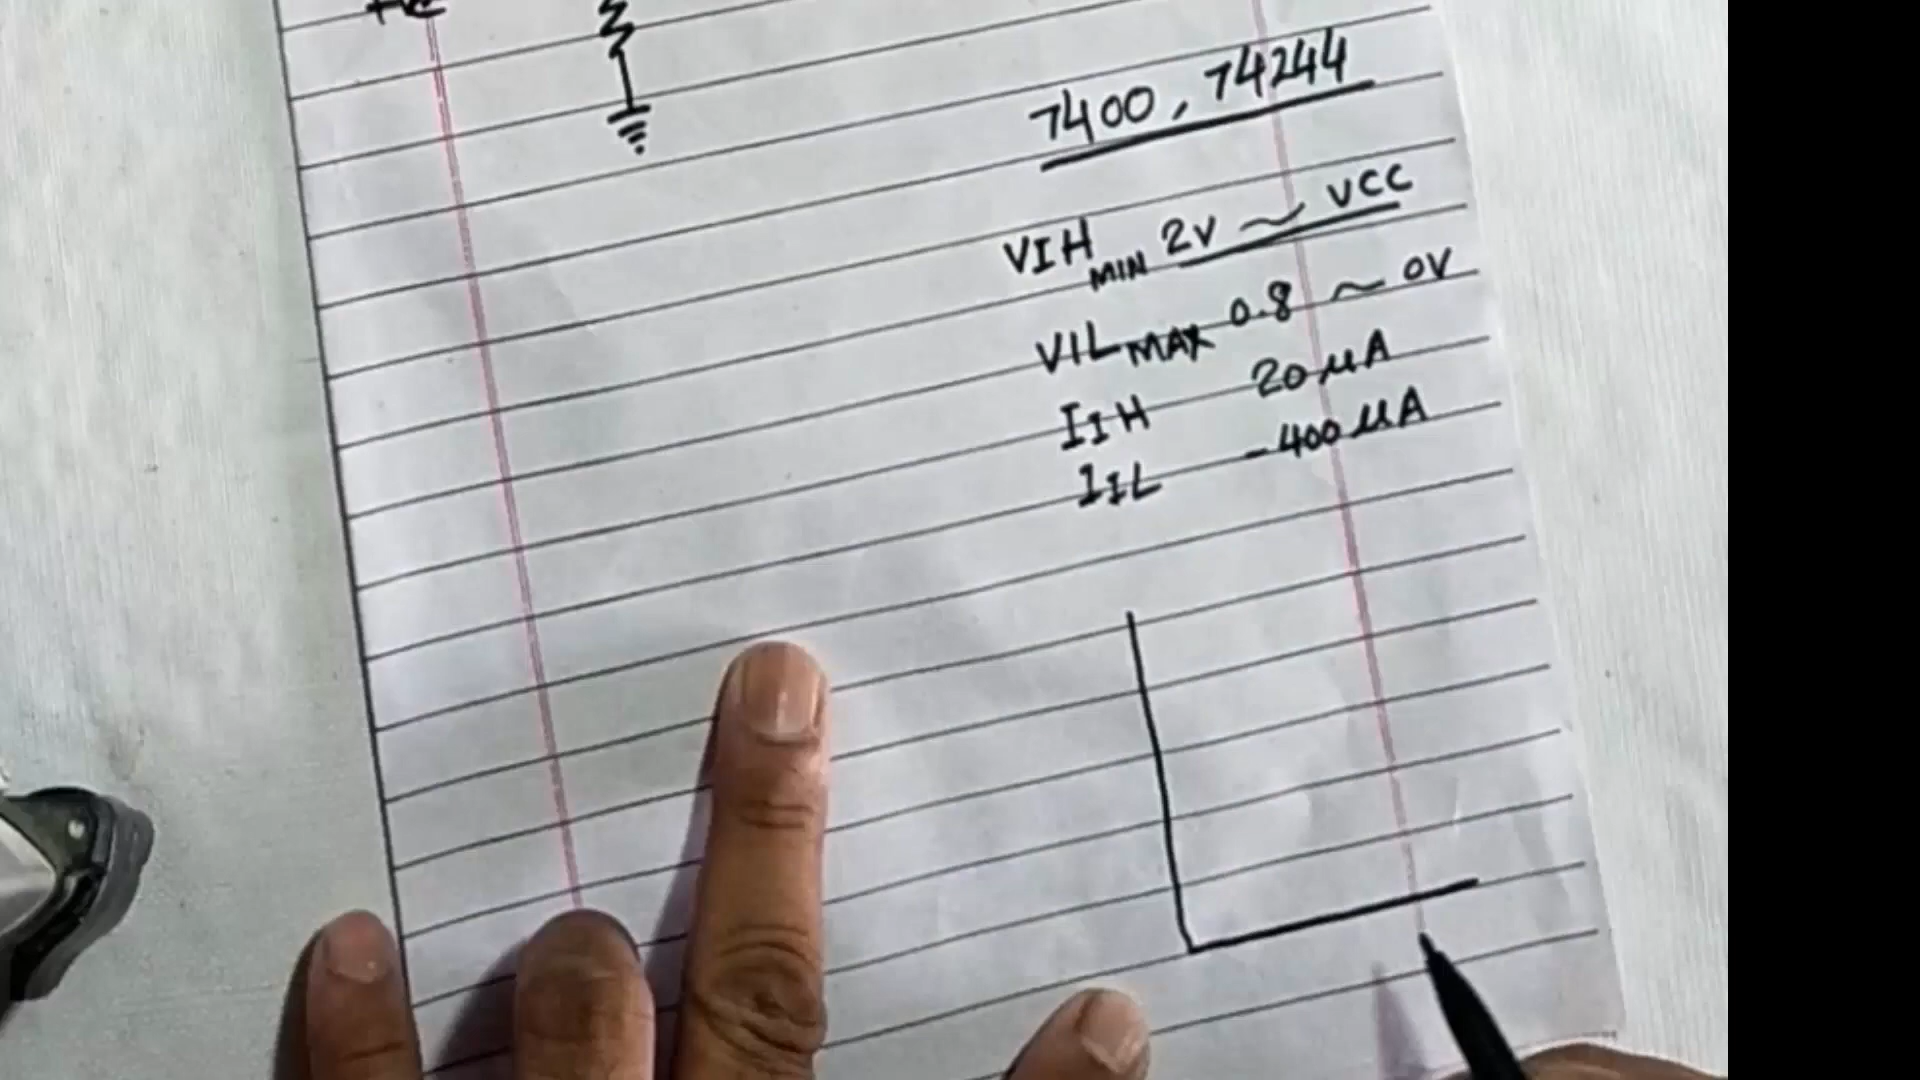 7400, 74244
VIH MIN 2V ~ VCC
VIL MAX 0.8 ~ 0V
IIH 20 μA
IIL -400 μA